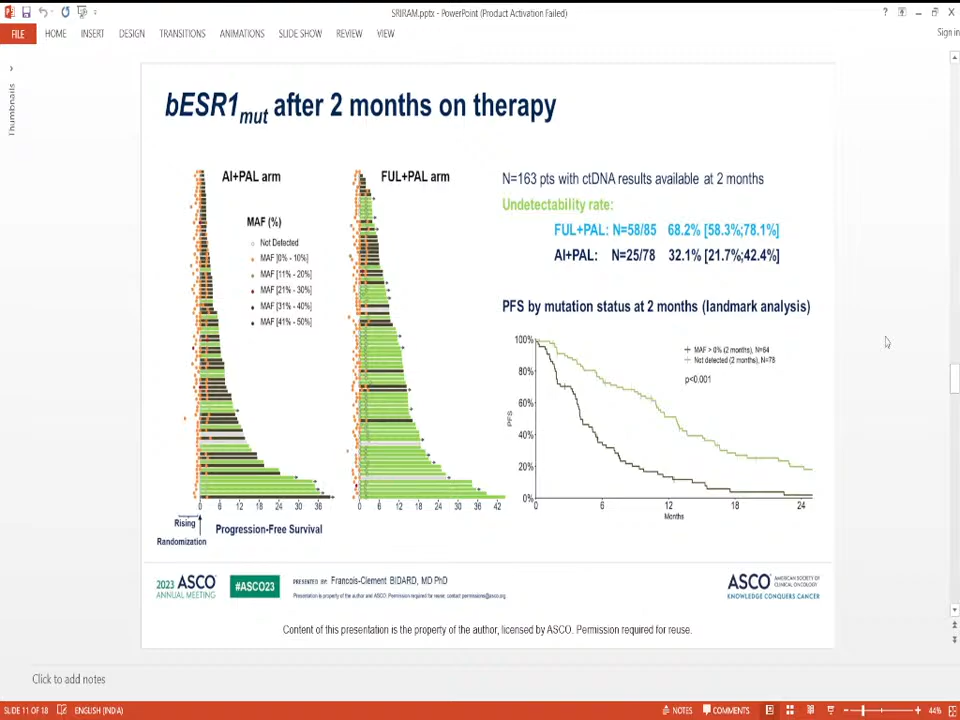 SRIRAM.pptx - PowerPoint (Product Activation Failed)
FILE HOME INSERT DESIGN TRANSITIONS ANIMATIONS SLIDE SHOW REVIEW VIEW
Sign in
Thumbnails
bESR1mut after 2 months on therapy
AI+PAL arm
MAF (%)
Not Detected
MAF ]0% - 10%]
MAF [11% - 20%]
MAF [21% - 30%]
MAF [31% - 40%]
MAF [41% - 50%]
0 6 12 18 24 30 36
Rising
Randomization
Progression-Free Survival
FUL+PAL arm
0 6 12 18 24 30 36 42
N=163 pts with ctDNA results available at 2 months
Undetectability rate:
FUL+PAL: N=58/85 68.2% [58.3%;78.1%]
AI+PAL: N=25/78 32.1% [21.7%;42.4%]
PFS by mutation status at 2 months (landmark analysis)
100%
80%
60%
40%
20%
0%
PFS
MAF > 0% (2 months), N=64
Not detected (2 months), N=78
p<0.001
0 6 12 18 24
Months
2023 ASCO
ANNUAL MEETING
#ASCO23
PRESENTED BY: Francois-Clement BIDARD, MD PhD
Presentation is property of the author and ASCO. Permission required for reuse; contact permissions@asco.org.
ASCO AMERICAN SOCIETY OF
CLINICAL ONCOLOGY
KNOWLEDGE CONQUERS CANCER
Content of this presentation is the property of the author, licensed by ASCO. Permission required for reuse.
Click to add notes
SLIDE 11 OF 18 ENGLISH (INDIA) NOTES COMMENTS 44%